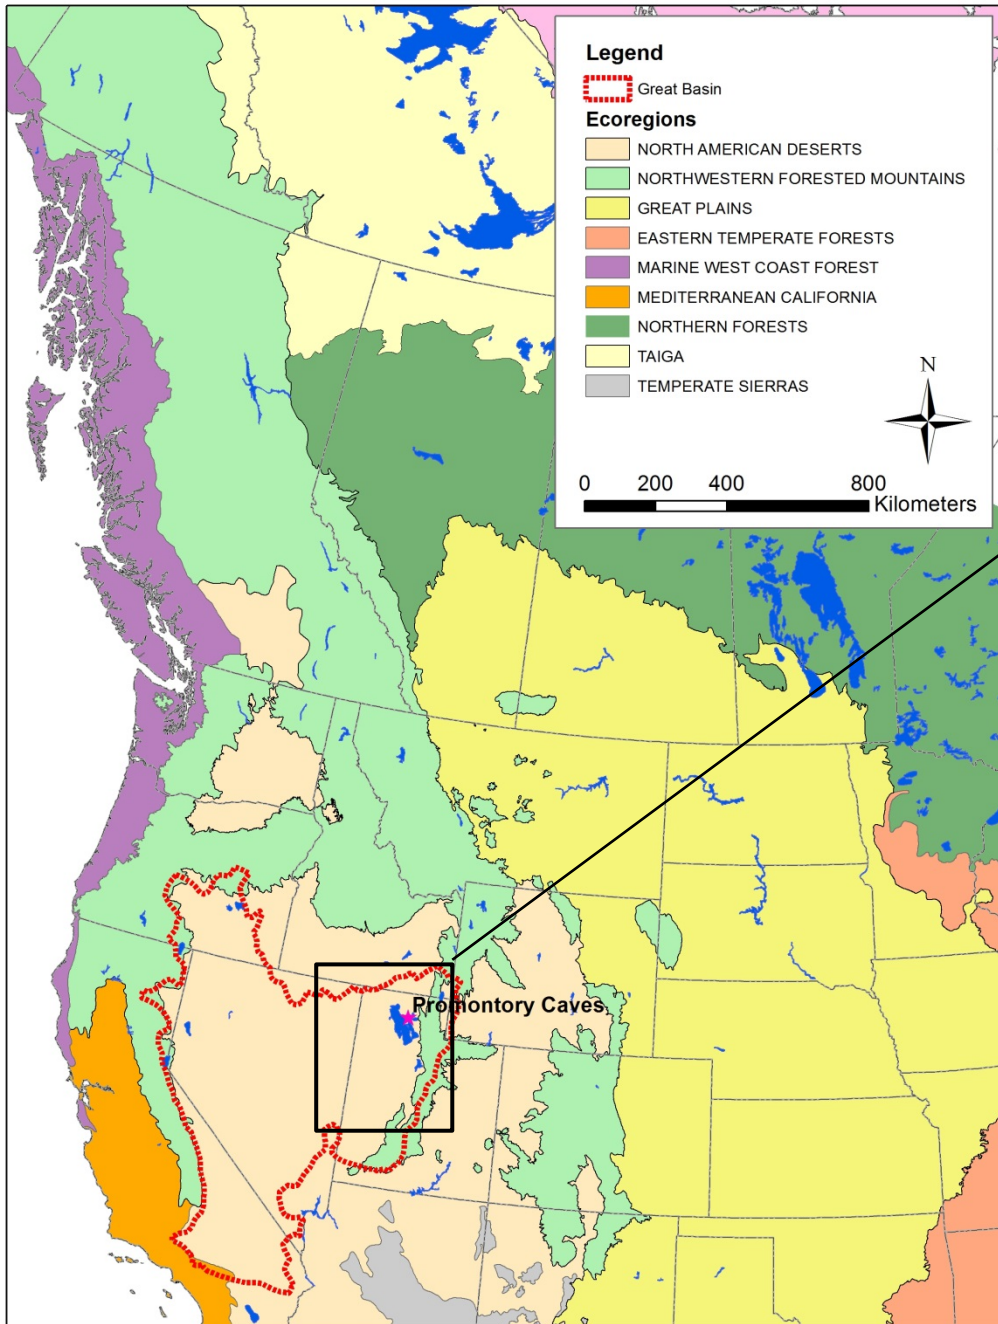 Legend
Great Basin
Ecoregions
NORTH AMERICAN DESERTS
NORTHWESTERN FORESTED MOUNTAINS
GREAT PLAINS
EASTERN TEMPERATE FORESTS
MARINE WEST COAST FOREST
MEDITERRANEAN CALIFORNIA
NORTHERN FORESTS
TAIGA
TEMPERATE SIERRAS
N
0 200 400 800
Kilometers
Promontory Caves